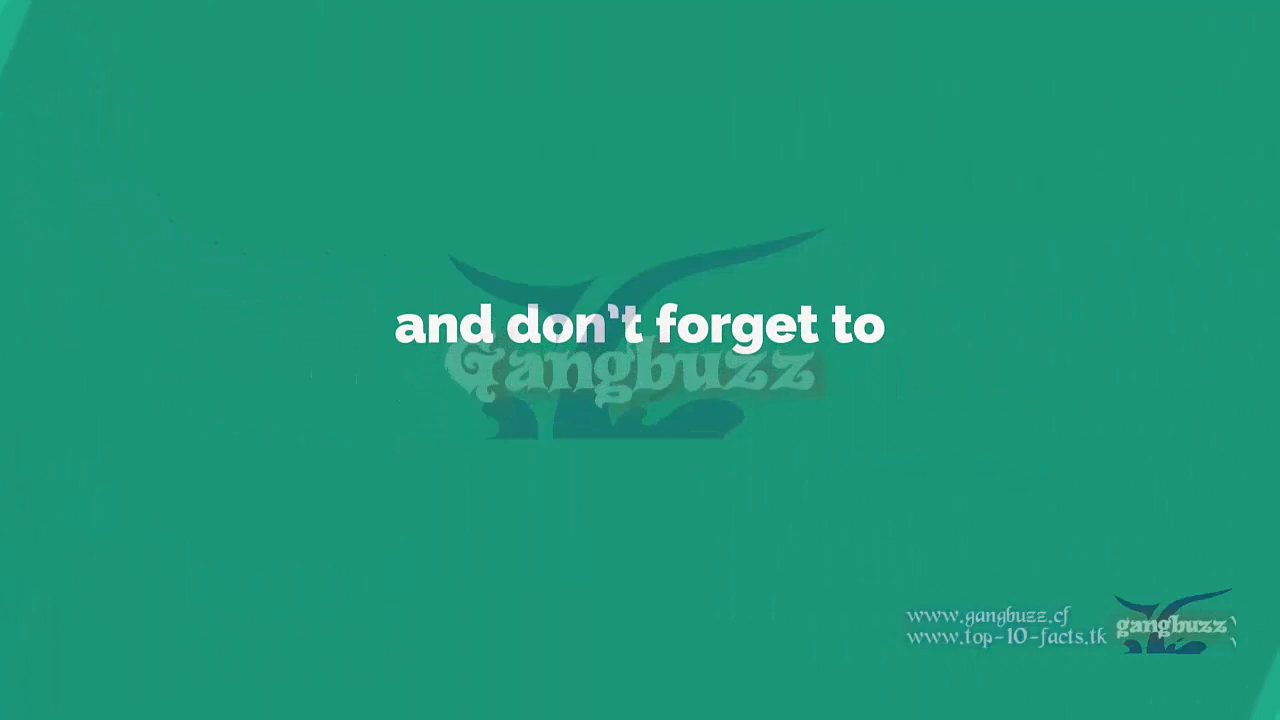 and don't forget to
Gangbuzz
www.gangbuzz.cf
www.top-10-facts.tk
gangbuzz